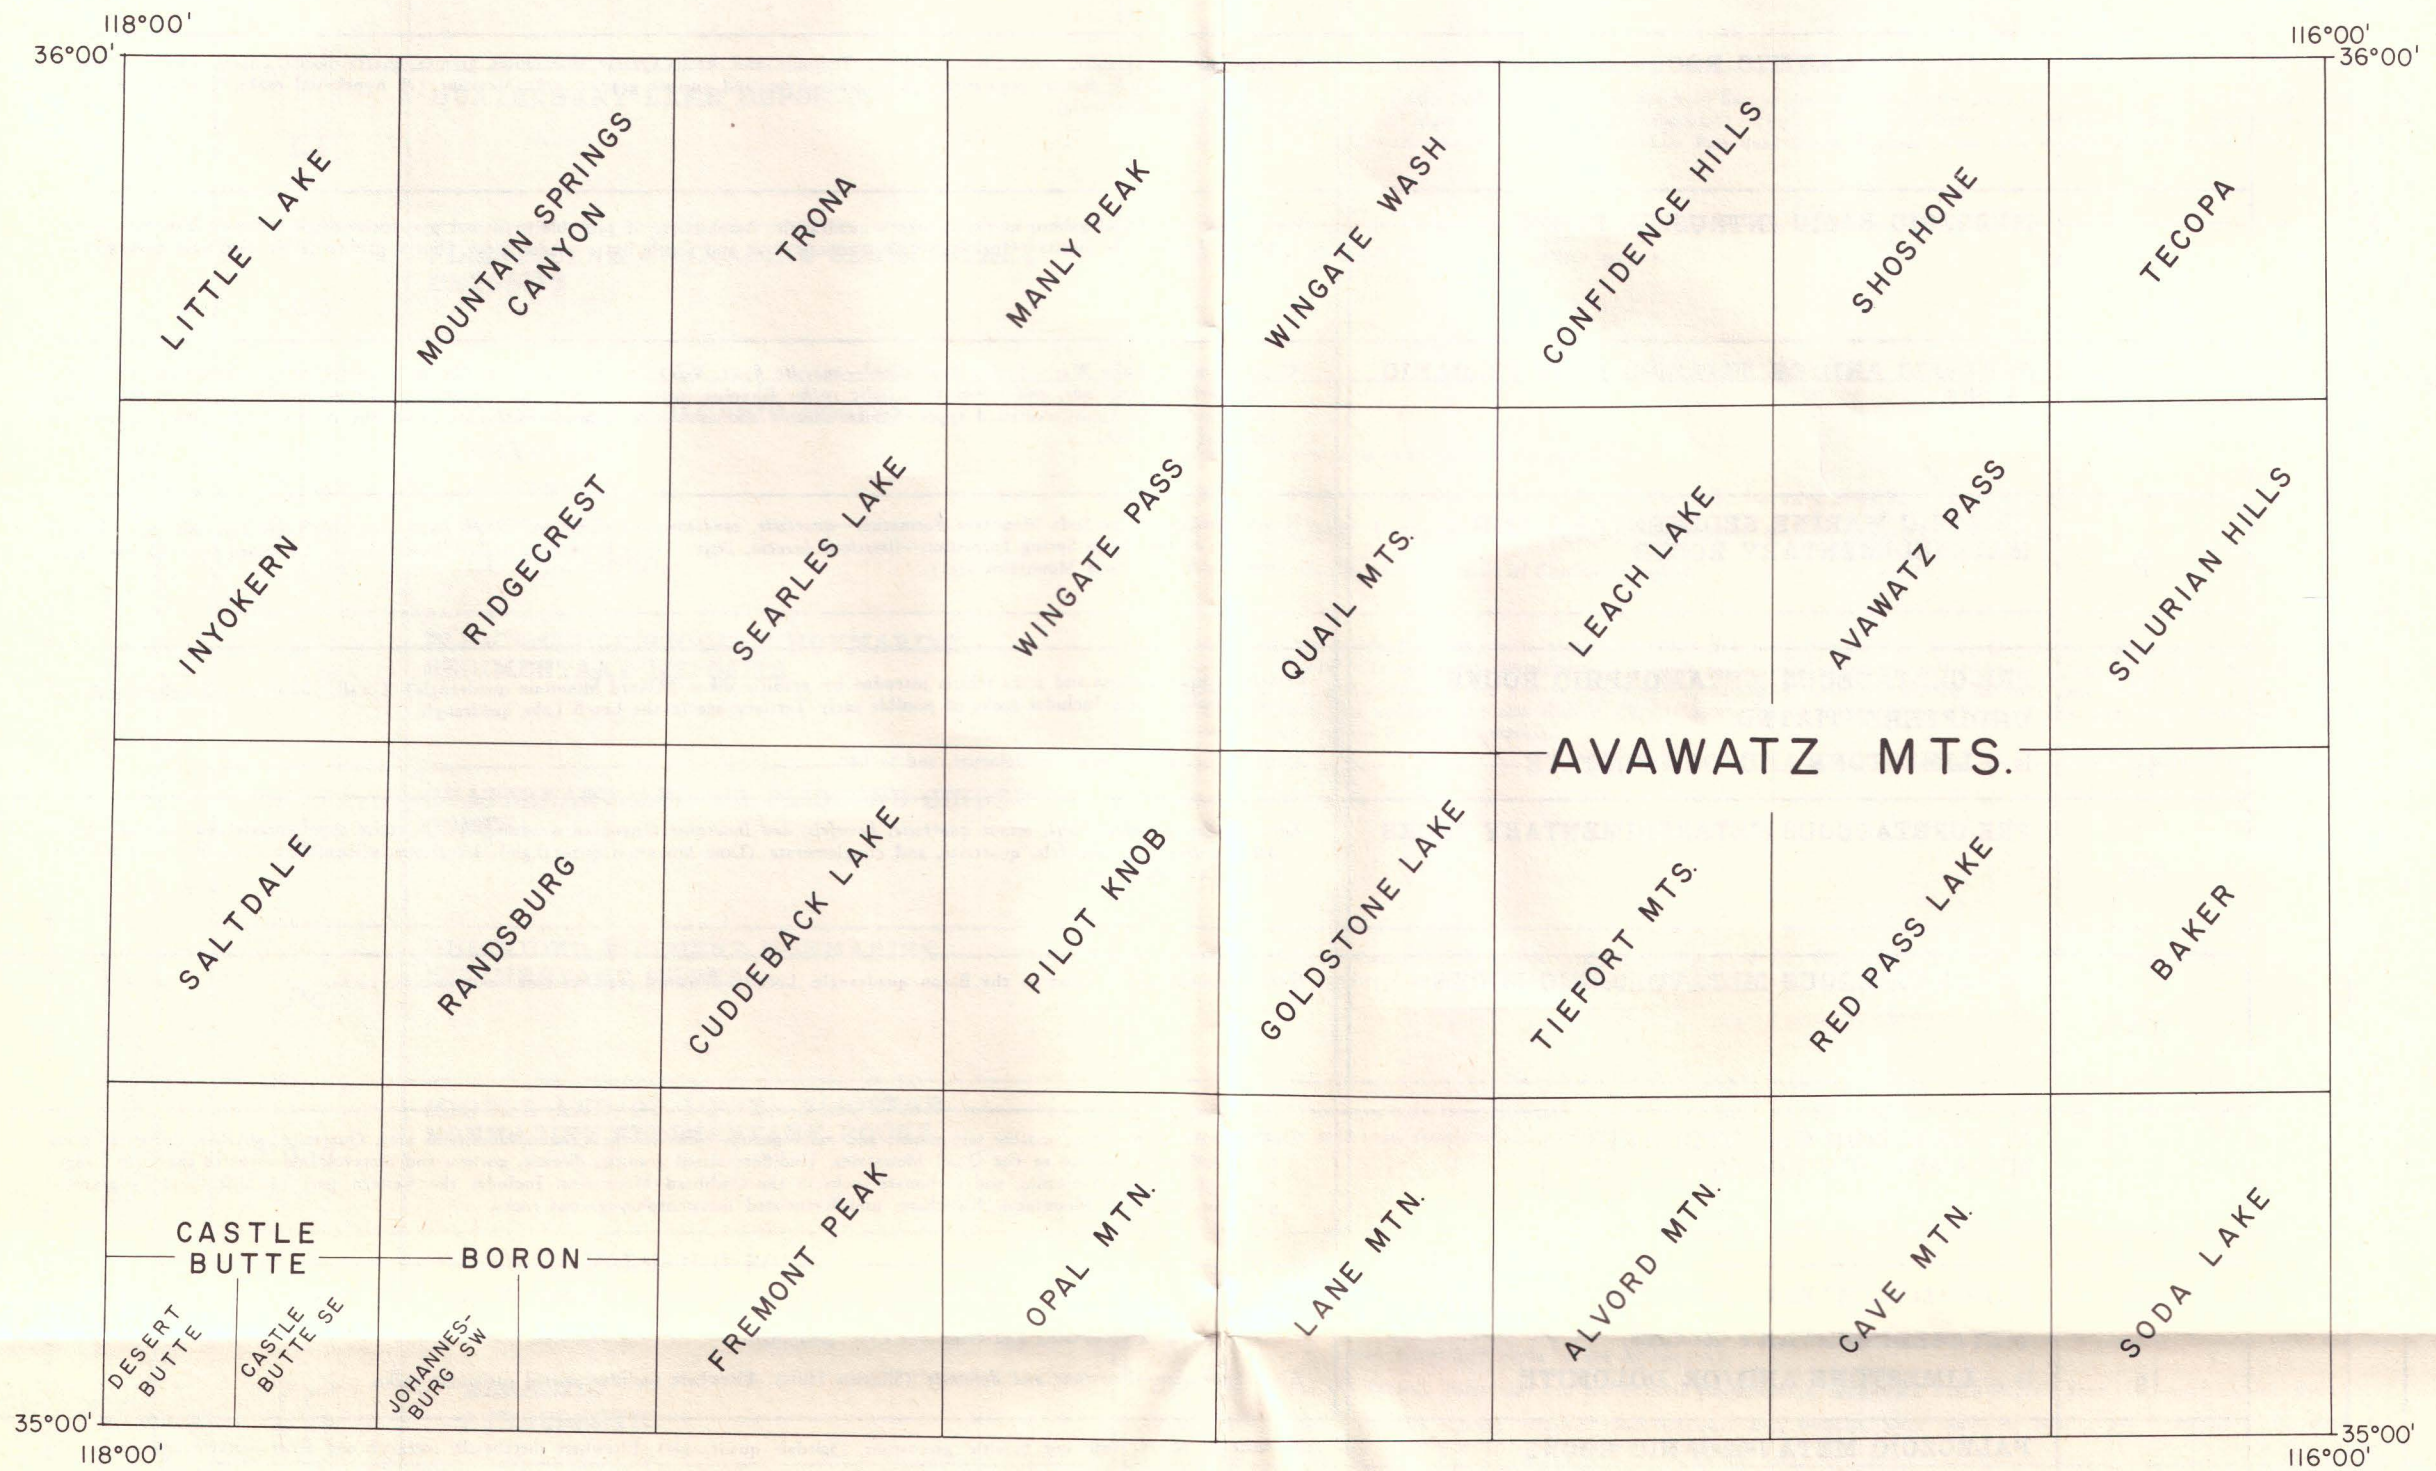 118°00'
116°00'
36°00'
36°00'
LITTLE LAKE
MOUNTAIN SPRINGS
CANYON
TRONA
MANLY PEAK
WINGATE WASH
CONFIDENCE HILLS
SHOSHONE
TECOPA
INYOKERN
RIDGECREST
SEARLES LAKE
WINGATE PASS
QUAIL MTS.
LEACH LAKE
AVAWATZ PASS
SILURIAN HILLS
AVAWATZ MTS.
SALTDALE
RANDSBURG
CUDDEBACK LAKE
PILOT KNOB
GOLDSTONE LAKE
TIEFORT MTS.
RED PASS LAKE
BAKER
CASTLE
BUTTE
BORON
DESERT
BUTTE
CASTLE
BUTTE SE
JOHANNES-
BURG SW
FREMONT PEAK
OPAL MTN.
LANE MTN.
ALVORD MTN.
CAVE MTN.
SODA LAKE
35°00'
35°00'
118°00'
116°00'